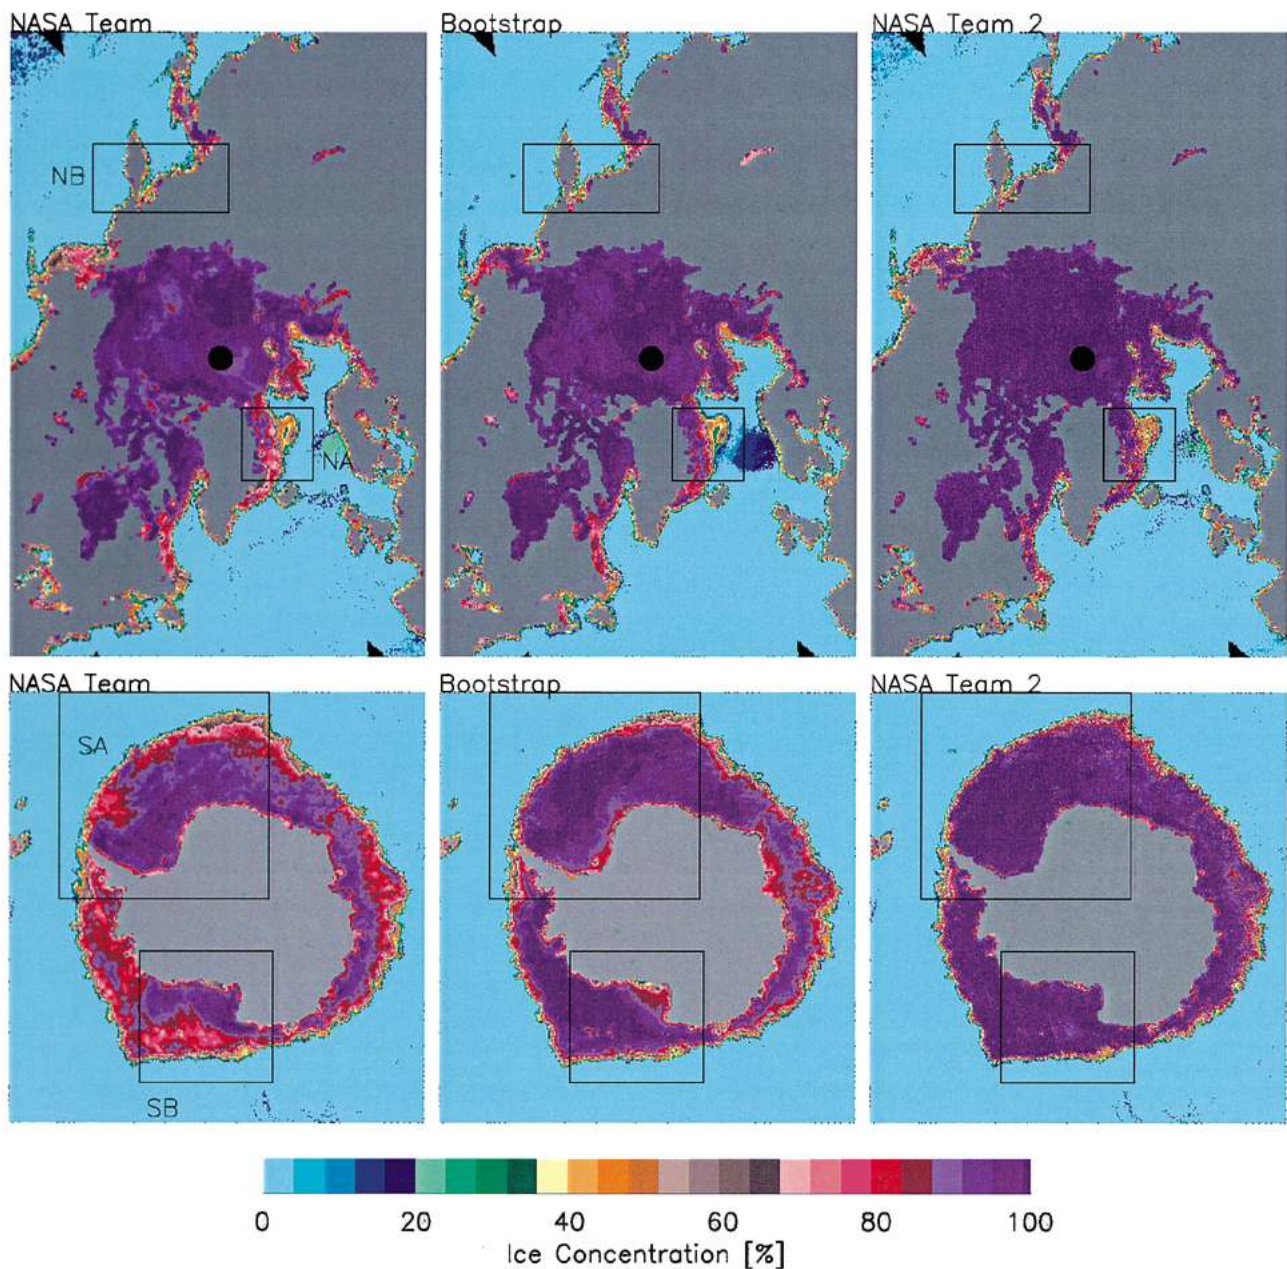 NASA Team Bootstrap NASA Team 2
NB
NA
NASA Team Bootstrap NASA Team 2
SA
SB
0 20 40 60 80 100
Ice Concentration [%]